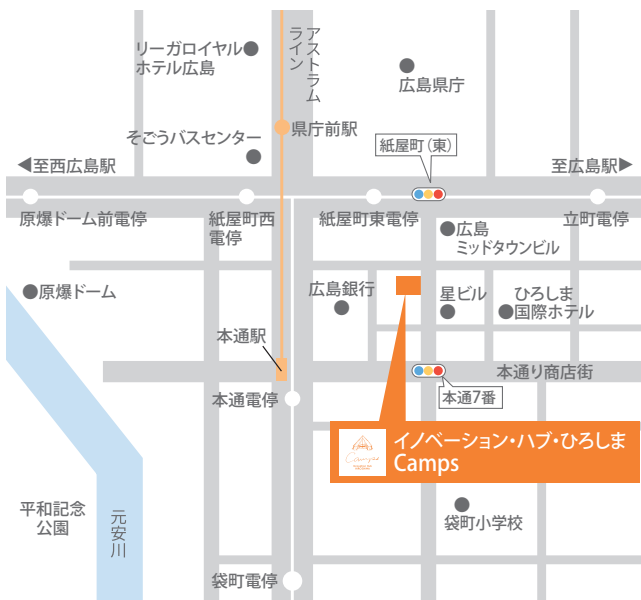 リーガロイヤル
ホテル広島
アストラム
ライン
広島県庁
県庁前駅
そごうバスセンター
紙屋町(東)
◀至西広島駅
至広島駅▶
原爆ドーム前電停
紙屋町西
電停
紙屋町東電停
立町電停
広島
ミッドタウンビル
原爆ドーム
広島銀行
星ビル
ひろしま
国際ホテル
本通駅
本通り商店街
本通電停
本通7番
イノベーション・ハブ・ひろしま
Camps
Camps
平和記念
公園
元安川
袋町小学校
袋町電停